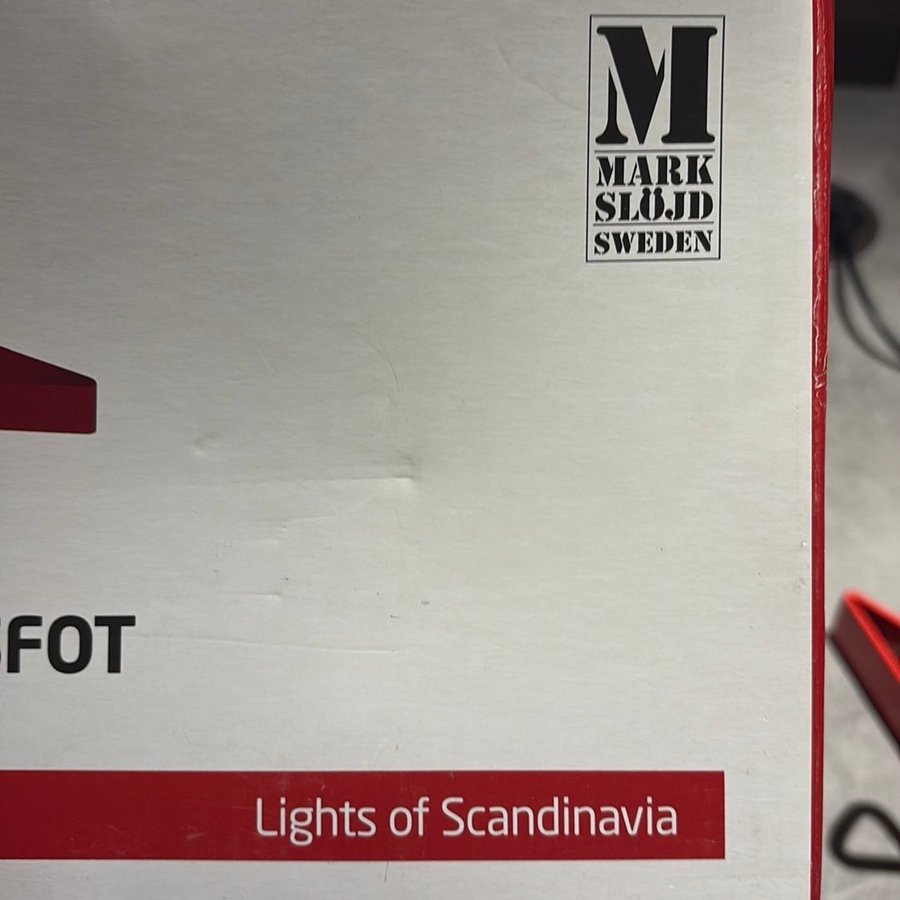 M
MARK
SLÖJD
SWEDEN
FOT
Lights of Scandinavia